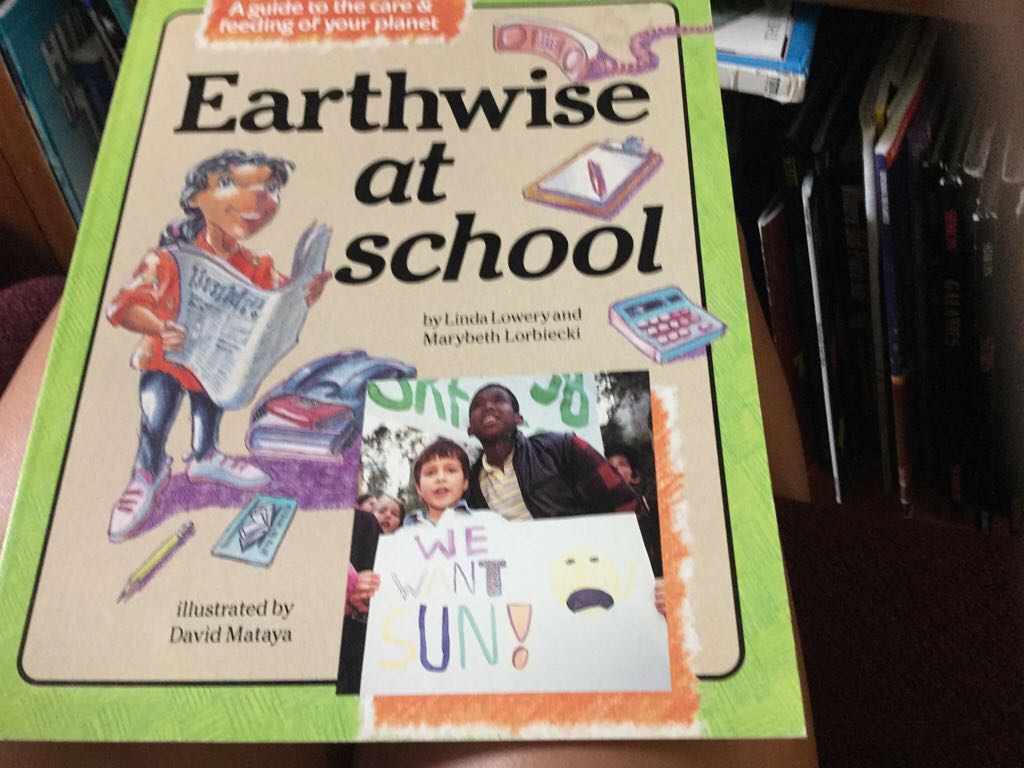 A guide to the care &
feeding of your planet
Earthwise
at
school
by Linda Lowery and
Marybeth Lorbiecki
WE
WANT
SUN!
illustrated by
David Mataya